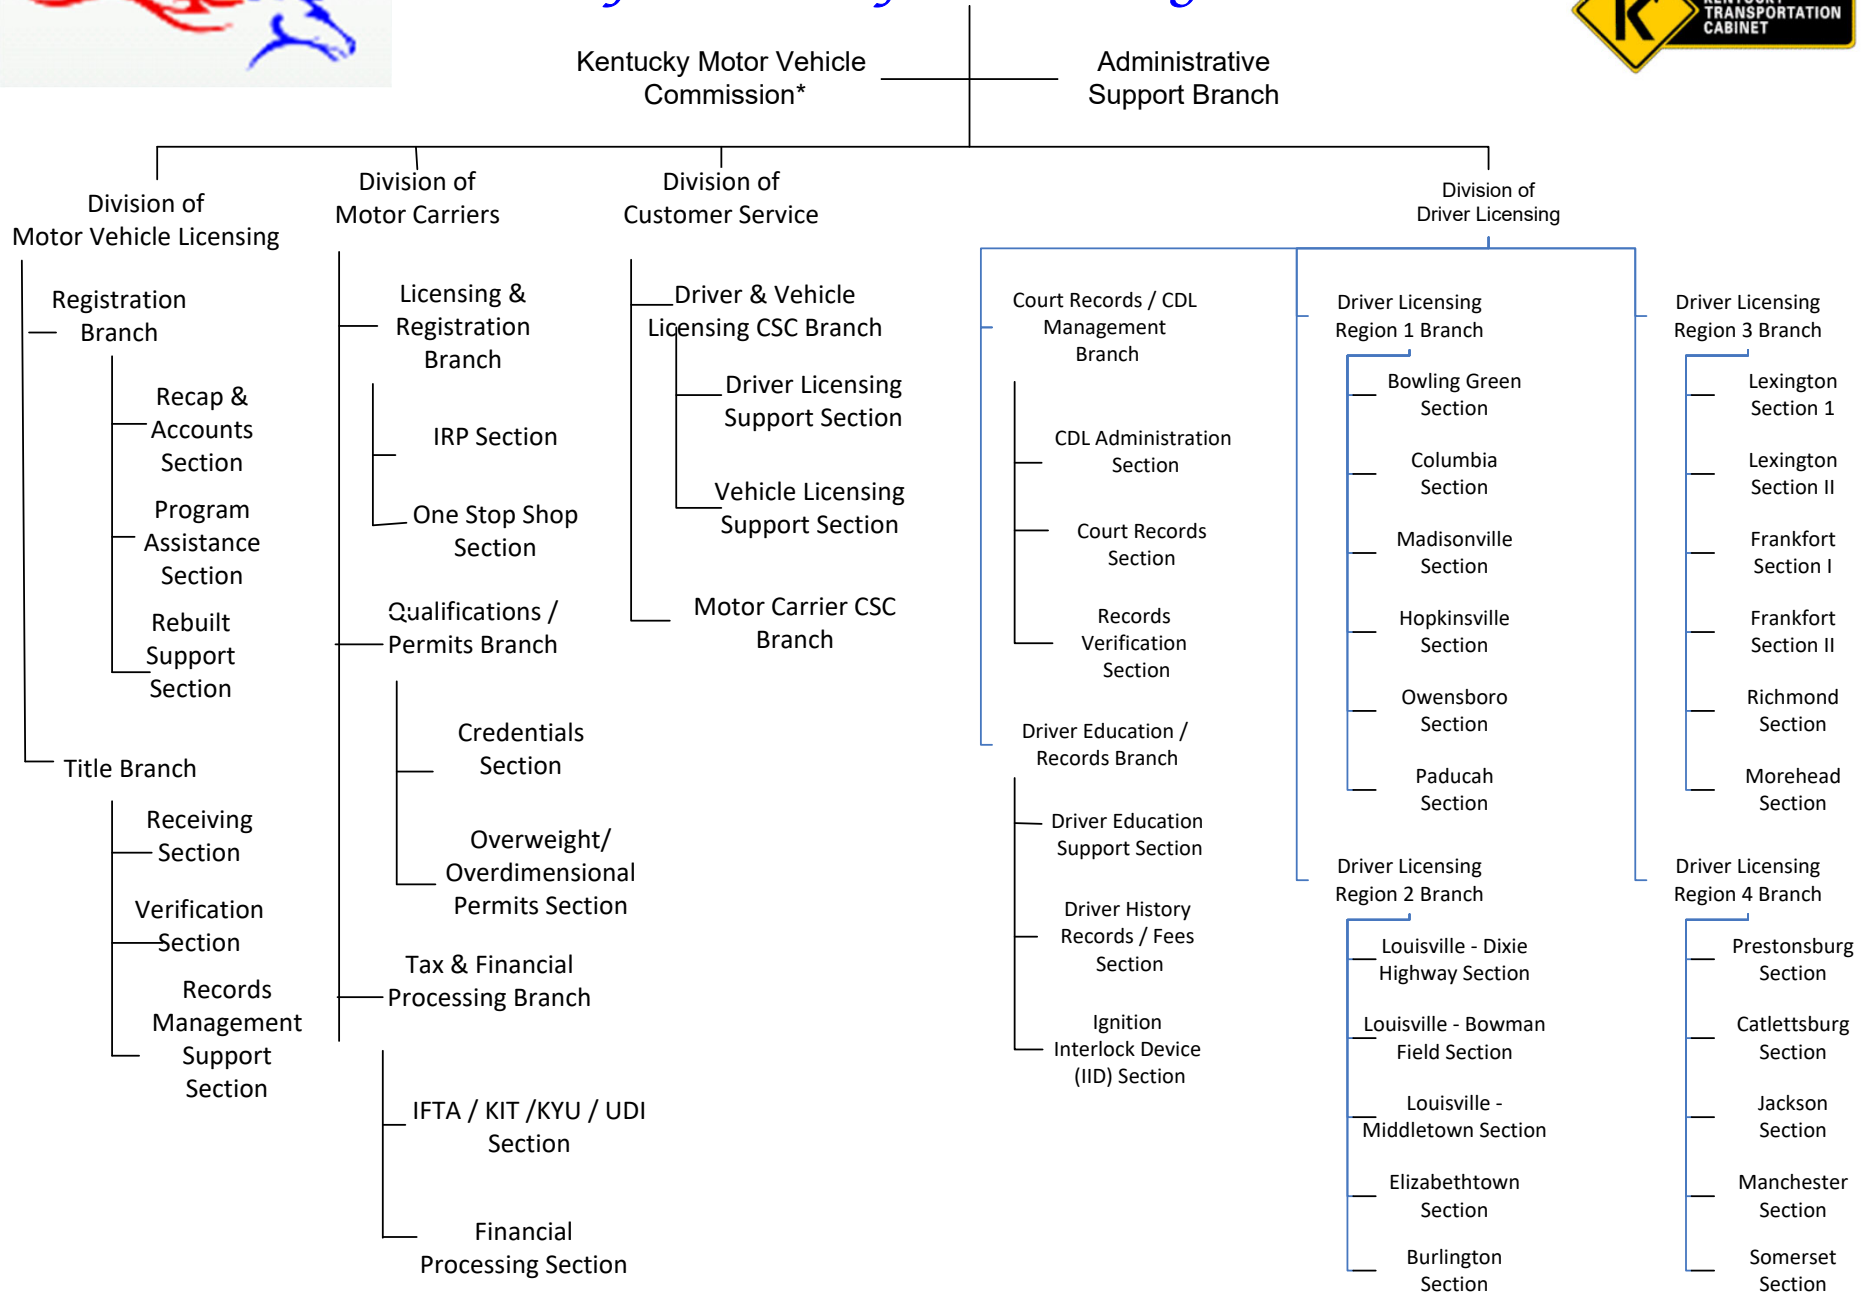 TRANSPORTATION
CABINET
Kentucky Motor Vehicle
Commission*
Administrative
Support Branch
Division of
Motor Vehicle Licensing
Registration
Branch
Recap &
Accounts
Section
Program
Assistance
Section
Rebuilt
Support
Section
Title Branch
Receiving
Section
Verification
Section
Records
Management
Support
Section
Division of
Motor Carriers
Licensing &
Registration
Branch
IRP Section
One Stop Shop
Section
Qualifications /
Permits Branch
Credentials
Section
Overweight/
Overdimensional
Permits Section
Tax & Financial
Processing Branch
IFTA / KIT /KYU / UDI
Section
Financial
Processing Section
Division of
Customer Service
Driver & Vehicle
Licensing CSC Branch
Driver Licensing
Support Section
Vehicle Licensing
Support Section
Motor Carrier CSC
Branch
Division of
Driver Licensing
Court Records / CDL
Management
Branch
CDL Administration
Section
Court Records
Section
Records
Verification
Section
Driver Education /
Records Branch
Driver Education
Support Section
Driver History
Records / Fees
Section
Ignition
Interlock Device
(IID) Section
Driver Licensing
Region 1 Branch
Bowling Green
Section
Columbia
Section
Madisonville
Section
Hopkinsville
Section
Owensboro
Section
Paducah
Section
Driver Licensing
Region 2 Branch
Louisville - Dixie
Highway Section
Louisville - Bowman
Field Section
Louisville -
Middletown Section
Elizabethtown
Section
Burlington
Section
Driver Licensing
Region 3 Branch
Lexington
Section 1
Lexington
Section II
Frankfort
Section I
Frankfort
Section II
Richmond
Section
Morehead
Section
Driver Licensing
Region 4 Branch
Prestonsburg
Section
Catlettsburg
Section
Jackson
Section
Manchester
Section
Somerset
Section